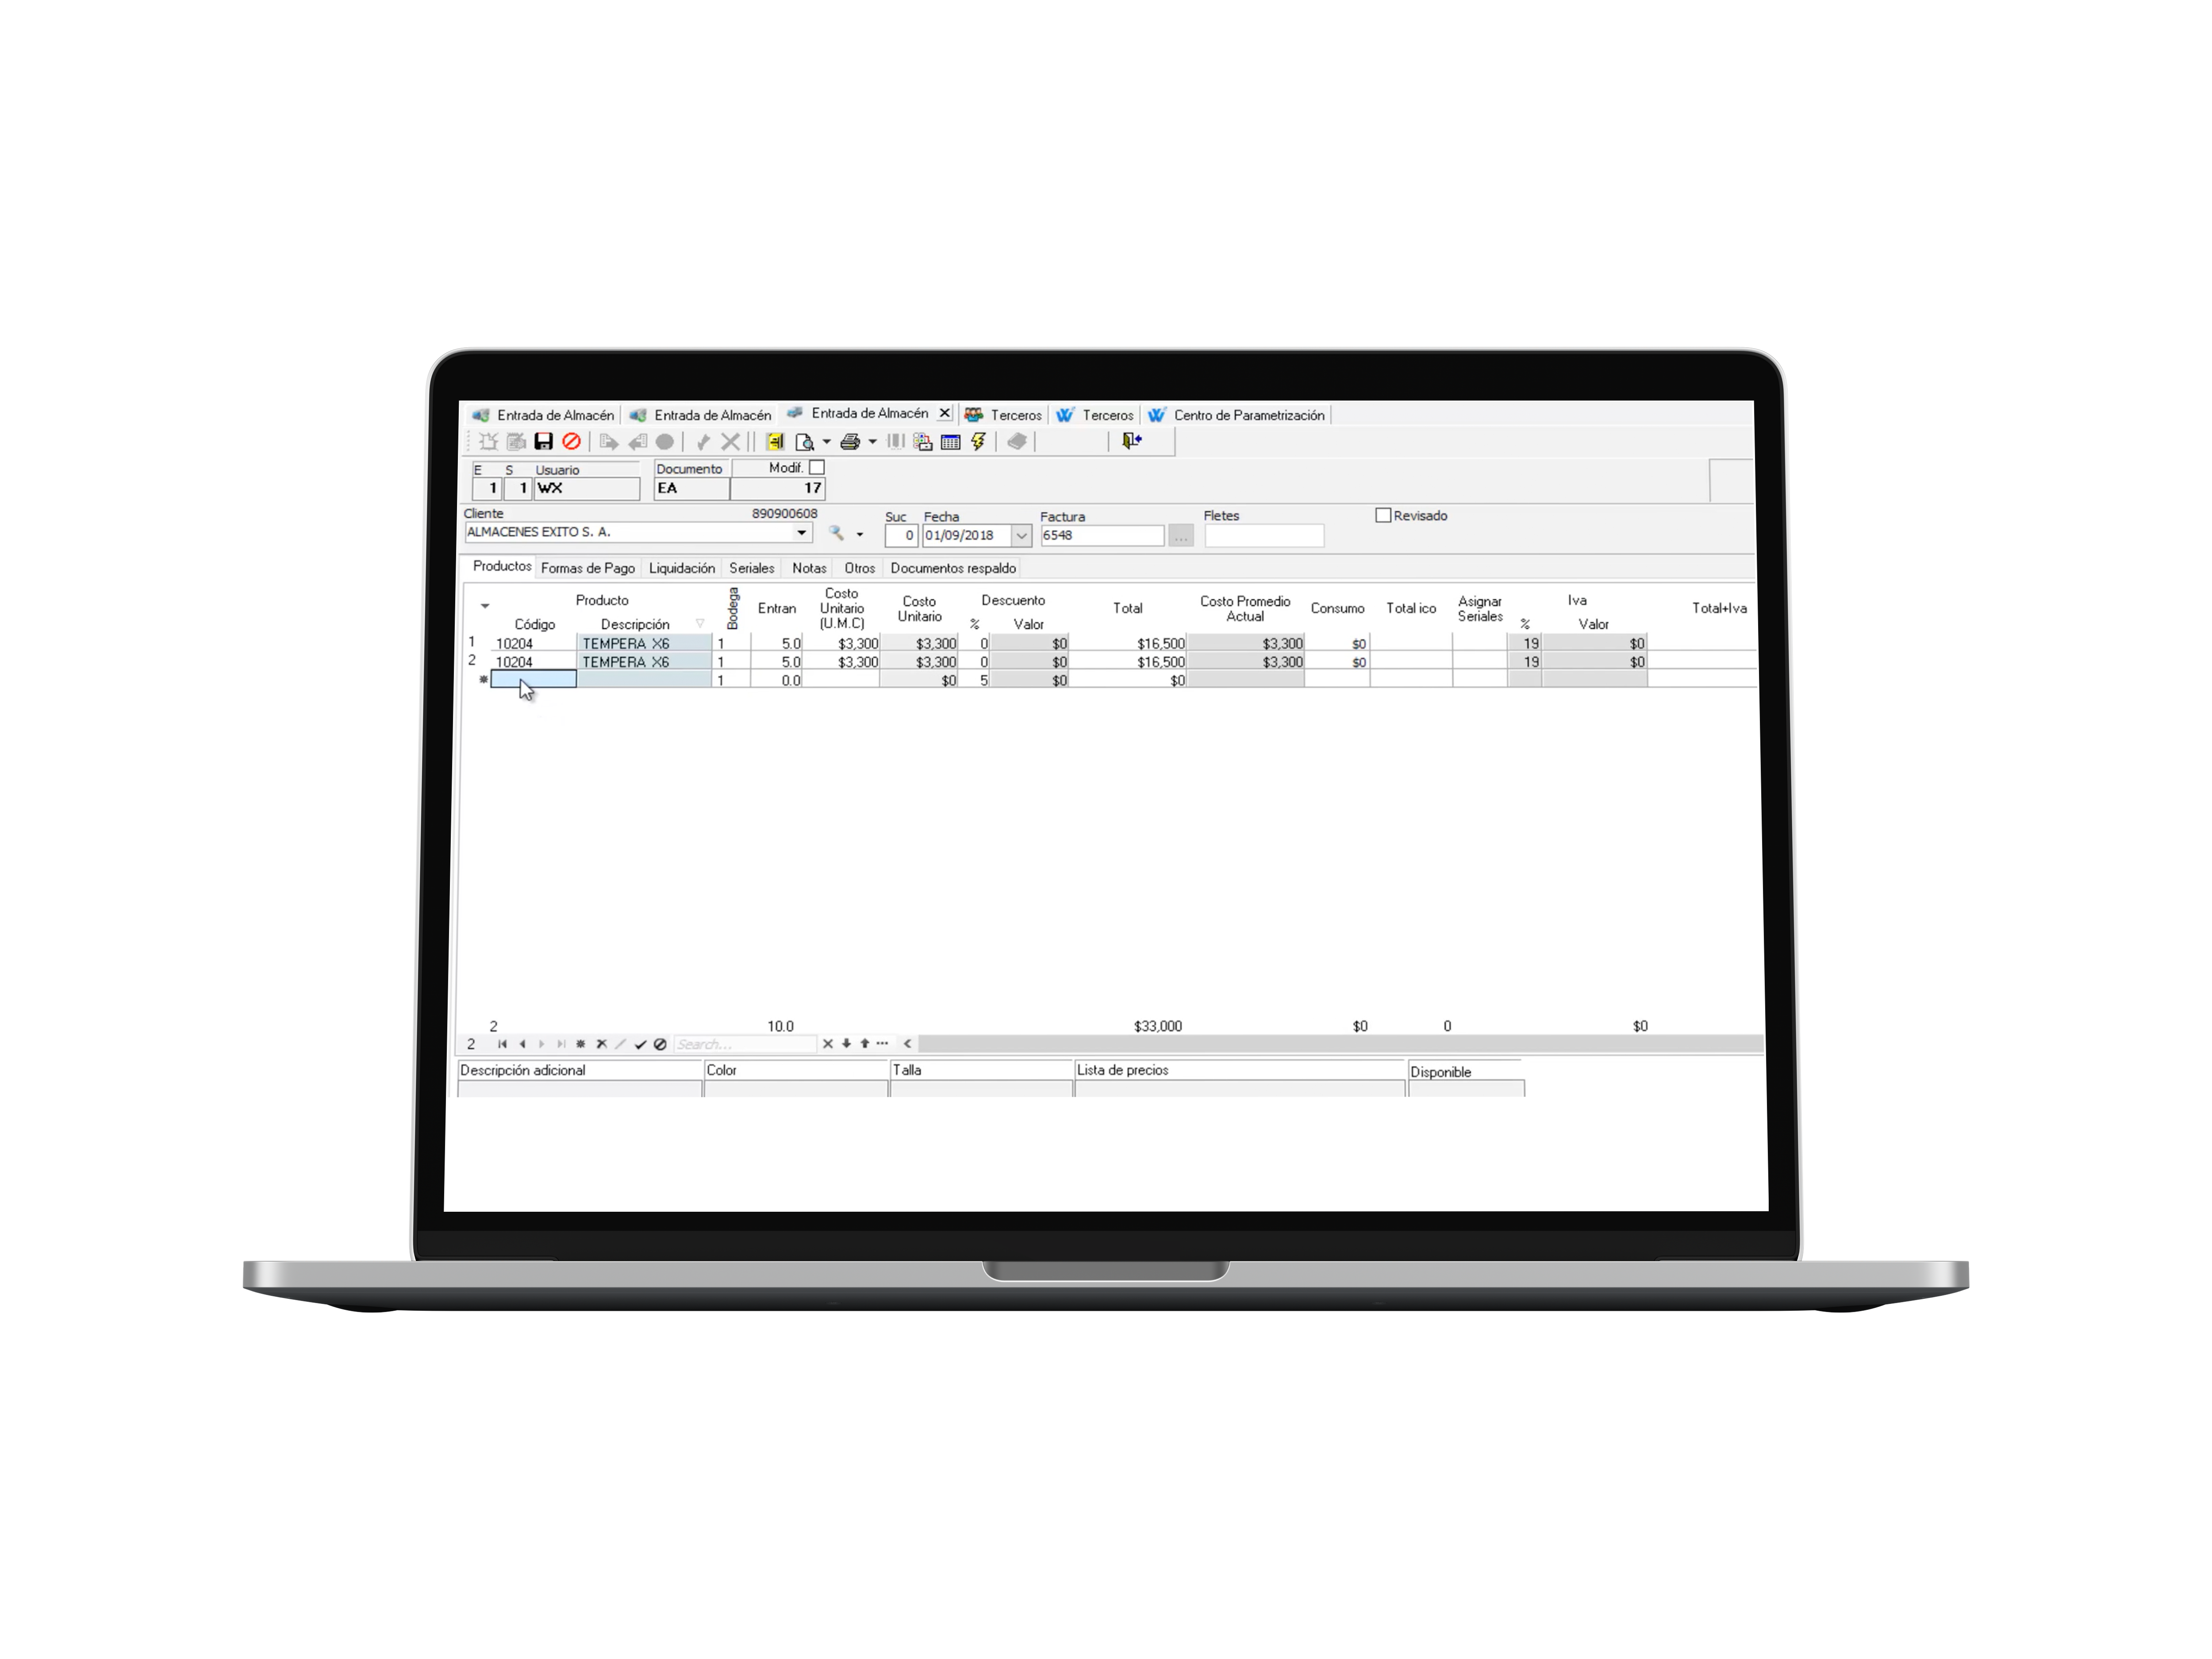 Entrada de Almacén Entrada de Almacén Entrada de Almacén Terceros Terceros Centro de Parametrización
E S Usuario Documento Modif.
1 1 WX EA 17
Cliente 890900608 Suc Fecha Factura Fletes Revisado
ALMACENES EXITO S. A. 0 01/09/2018 6548 ...
Productos Formas de Pago Liquidación Seriales Notas Otros Documentos respaldo
Producto Bodega Entran Costo Unitario (U.M.C) Costo Unitario Descuento Total Costo Promedio Actual Consumo Total ico Asignar Seriales Iva Total+Iva
Código Descripción % Valor % Valor
1 10204 TEMPERA X6 1 5.0 $3,300 $3,300 0 $0 $16,500 $3,300 $0 19 $0
2 10204 TEMPERA X6 1 5.0 $3,300 $3,300 0 $0 $16,500 $3,300 $0 19 $0
1 0.0 $0 5 $0 $0
2 10.0 $33,000 $0 0 $0
2 Search... ...
Descripción adicional Color Talla Lista de precios Disponible